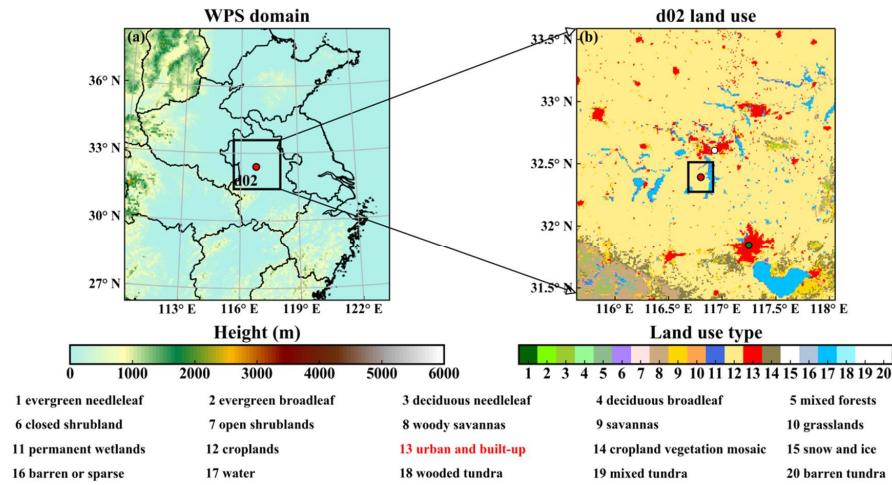 WPS domain
d02 land use
(a)
(b)
36° N
33° N
30° N
27° N
d02
113° E 116° E 119° E 122° E
33.5° N
33° N
32.5° N
32° N
31.5° N
116° E 116.5° E 117° E 117.5° E 118° E
Height (m)
0 1000 2000 3000 4000 5000 6000
Land use type
1 2 3 4 5 6 7 8 9 10 11 12 13 14 15 16 17 18 19 20
1 evergreen needleleaf 2 evergreen broadleaf 3 deciduous needleleaf 4 deciduous broadleaf 5 mixed forests
6 closed shrubland 7 open shrublands 8 woody savannas 9 savannas 10 grasslands
11 permanent wetlands 12 croplands 13 urban and built-up 14 cropland vegetation mosaic 15 snow and ice
16 barren or sparse 17 water 18 wooded tundra 19 mixed tundra 20 barren tundra